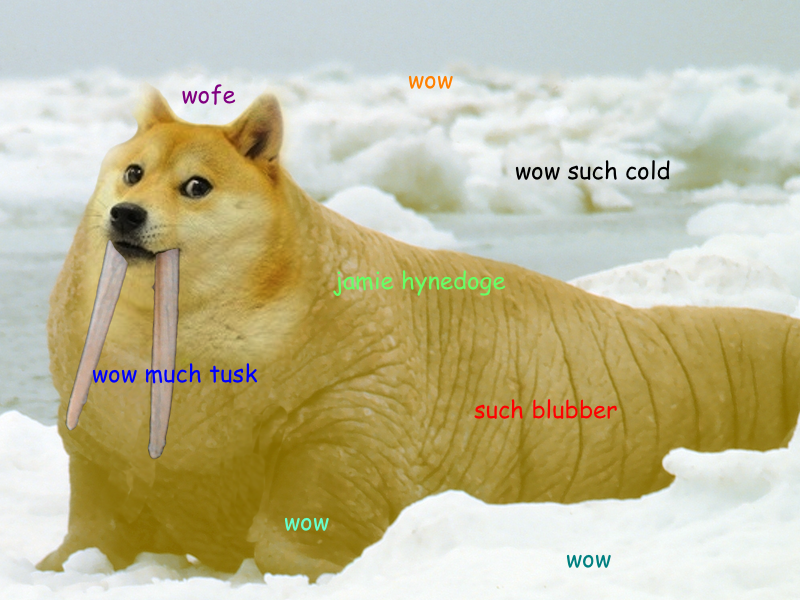 wow
wofe
wow such cold
jamie hynedoge
wow much tusk
such blubber
wow
wow